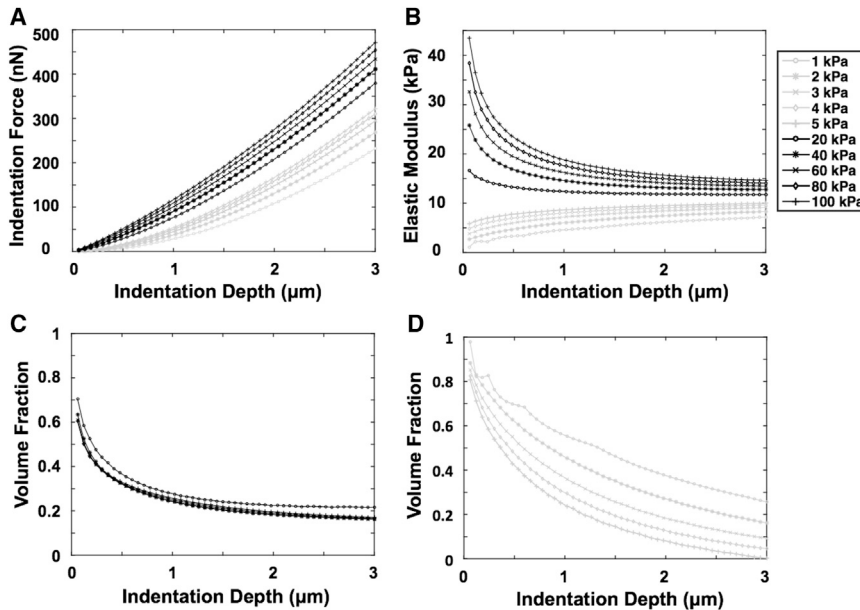 A
Indentation Force (nN)
500
400
300
200
100
0
0
1
2
3
Indentation Depth (µm)
B
Elastic Modulus (kPa)
40
30
20
10
0
0
1
2
3
Indentation Depth (µm)
1 kPa
2 kPa
3 kPa
4 kPa
5 kPa
20 kPa
40 kPa
60 kPa
80 kPa
100 kPa
C
Volume Fraction
1
0.8
0.6
0.4
0.2
0
0
1
2
3
Indentation Depth (µm)
D
Volume Fraction
1
0.8
0.6
0.4
0.2
0
0
1
2
3
Indentation Depth (µm)